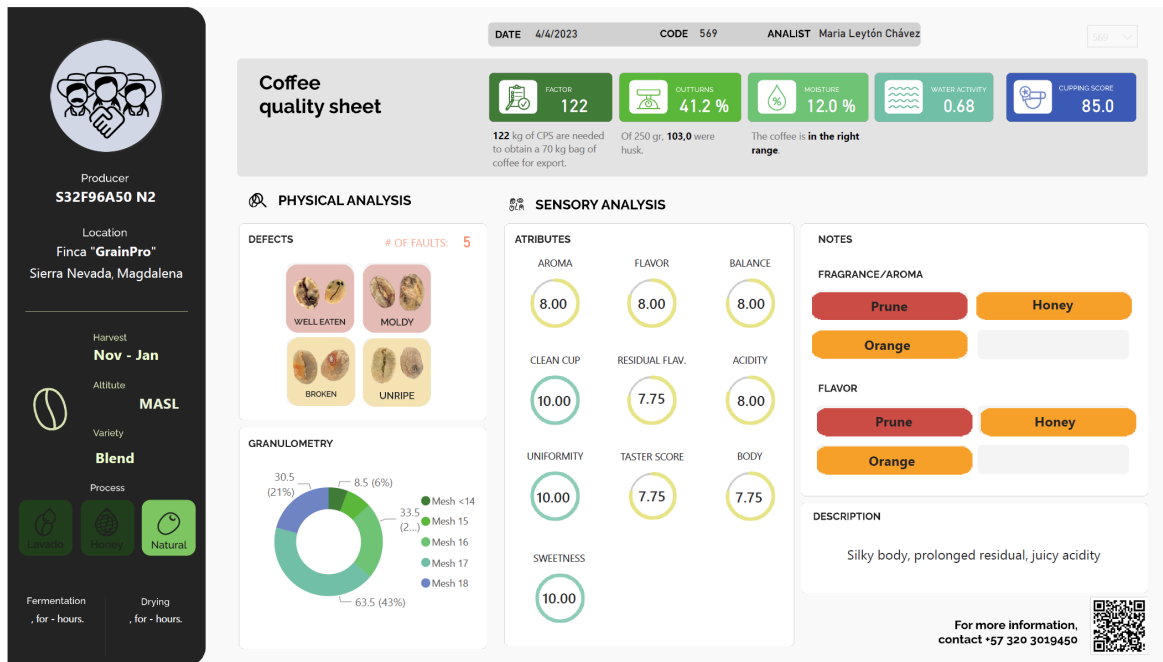 DATE 4/4/2023 CODE 569 ANALIST Maria Leytón Chávez
569
Coffee
quality sheet
FACTOR
122
122 kg of CPS are needed
to obtain a 70 kg bag of
coffee for export.
OUTTURNS
41.2 %
Of 250 gr, 103,0 were
husk.
MOISTURE
12.0 %
The coffee is in the right
range.
WATER ACTIVITY
0.68
CUPPING SCORE
85.0
Producer
S32F96A50 N2
Location
Finca "GrainPro"
Sierra Nevada, Magdalena
Harvest
Nov - Jan
Altitute
MASL
Variety
Blend
Process
Lavado
Honey
Natural
Fermentation
, for - hours.
Drying
, for - hours.
PHYSICAL ANALYSIS
DEFECTS
# OF FAULTS: 5
WELL EATEN
MOLDY
BROKEN
UNRIPE
GRANULOMETRY
30.5
(21%)
8.5 (6%)
33.5
(2...)
63.5 (43%)
Mesh <14
Mesh 15
Mesh 16
Mesh 17
Mesh 18
SENSORY ANALYSIS
ATRIBUTES
AROMA
8.00
FLAVOR
8.00
BALANCE
8.00
CLEAN CUP
10.00
RESIDUAL FLAV.
7.75
ACIDITY
8.00
UNIFORMITY
10.00
TASTER SCORE
7.75
BODY
7.75
SWEETNESS
10.00
NOTES
FRAGRANCE/AROMA
Prune
Honey
Orange
FLAVOR
Prune
Honey
Orange
DESCRIPTION
Silky body, prolonged residual, juicy acidity
For more information,
contact +57 320 3019450